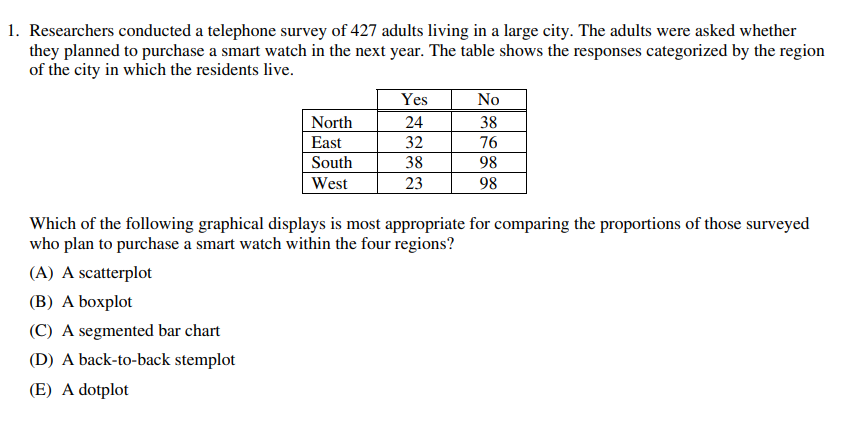 1. Researchers conducted a telephone survey of 427 adults living in a large city. The adults were asked whether
they planned to purchase a smart watch in the next year. The table shows the responses categorized by the region
of the city in which the residents live.
Yes No
North 24 38
East 32 76
South 38 98
West 23 98
Which of the following graphical displays is most appropriate for comparing the proportions of those surveyed
who plan to purchase a smart watch within the four regions?
(A) A scatterplot
(B) A boxplot
(C) A segmented bar chart
(D) A back-to-back stemplot
(E) A dotplot